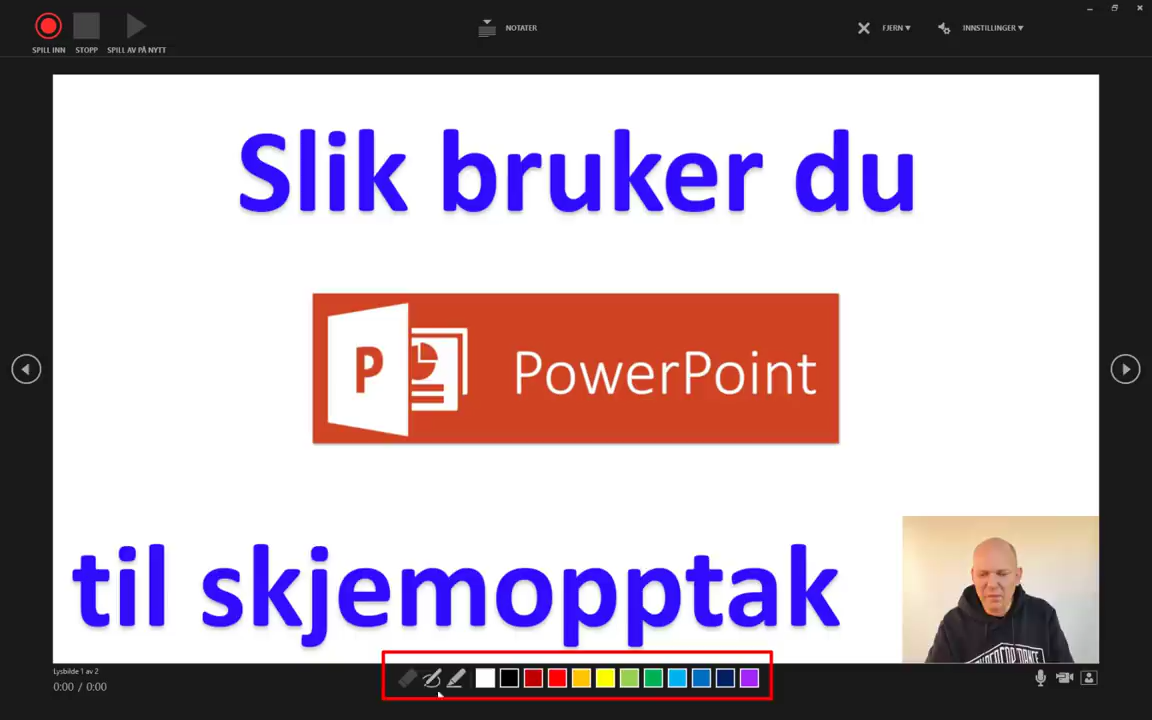 SPILL INN
STOPP
SPILL AV PÅ NYTT
NOTATER
FJERN
INNSTILLINGER
Slik bruker du
P
PowerPoint
til skjemopptak
Lysbilde 1 av 2
0:00 / 0:00